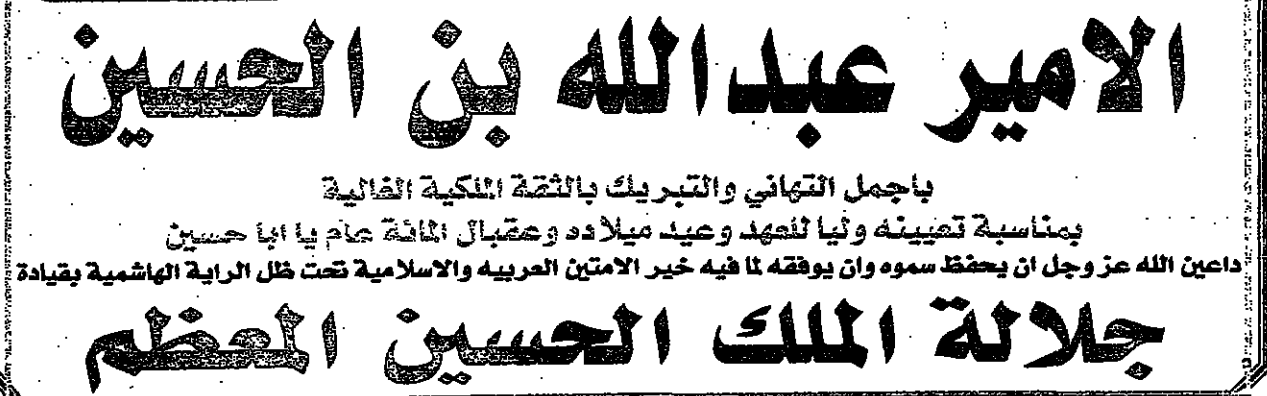 الامير عبدالله بن الحسين
باجمل التهاني والتبريك بالثقة الملكية الغالية
بمناسبة تعيينه وليا للعهد وعيد ميلاده وعقبال المائة عام يا ابا حسين
داعين الله عز وجل ان يحفظ سموه وان يوفقه لما فيه خير الامتين العربيه والاسلامية تحت ظل الراية الهاشمية بقيادة
جلالة الملك الحسين المعظم